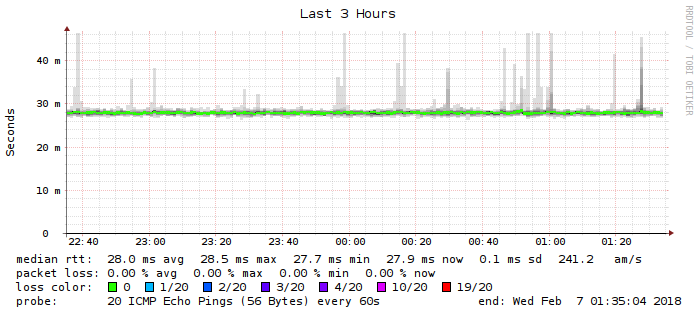 Last 3 Hours
RRDTOOL / TOBI OETIKER
Seconds
40 m
30 m
20 m
10 m
0
22:40 23:00 23:20 23:40 00:00 00:20 00:40 01:00 01:20
median rtt: 28.0 ms avg 28.5 ms max 27.7 ms min 27.9 ms now 0.1 ms sd 241.2 am/s
packet loss: 0.00 % avg 0.00 % max 0.00 % min 0.00 % now
loss color: 0 1/20 2/20 3/20 4/20 10/20 19/20
probe: 20 ICMP Echo Pings (56 Bytes) every 60s end: Wed Feb 7 01:35:04 2018